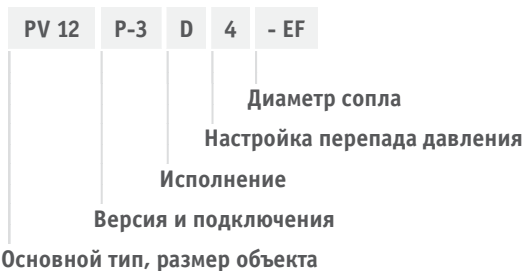 PV 12 P-3 D 4 - EF
Диаметр сопла
Настройка перепада давления
Исполнение
Версия и подключения
Основной тип, размер объекта